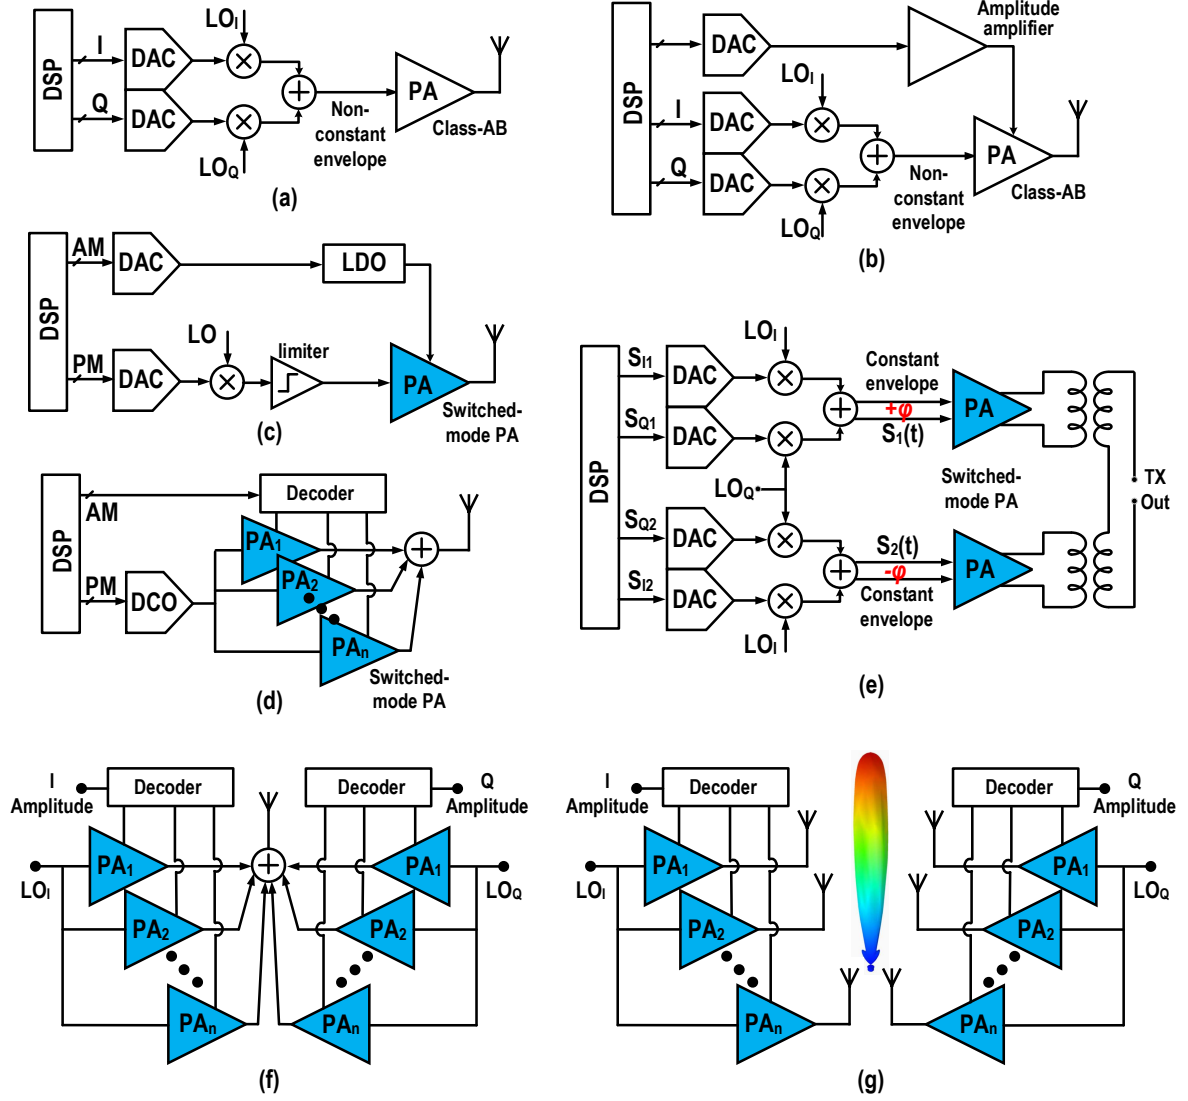 LO_I
I
DAC
DSP
Q
DAC
LO_Q
Non-
constant
envelope
PA
Class-AB
(a)
Amplitude
amplifier
DAC
LO_I
DSP
I
DAC
Q
DAC
LO_Q
Non-
constant
envelope
PA
Class-AB
(b)
AM
DAC
LDO
DSP
LO
limiter
PM
DAC
PA
Switched-
mode PA
(c)
Decoder
AM
DSP
PA_1
PA_2
PM
DCO
PA_n
Switched-
mode PA
(d)
LO_I
S_I1
DAC
Constant
envelope
+φ
S_1(t)
PA
S_Q1
DAC
DSP
LO_Q
Switched-
mode PA
TX
Out
S_Q2
DAC
S_2(t)
-φ
Constant
envelope
PA
S_I2
DAC
LO_I
(e)
I
Amplitude
Decoder
Decoder
Q
Amplitude
PA_1
PA_1
LO_I
LO_Q
PA_2
PA_2
PA_n
PA_n
(f)
I
Amplitude
Decoder
Decoder
Q
Amplitude
PA_1
PA_1
LO_I
LO_Q
PA_2
PA_2
PA_n
PA_n
(g)